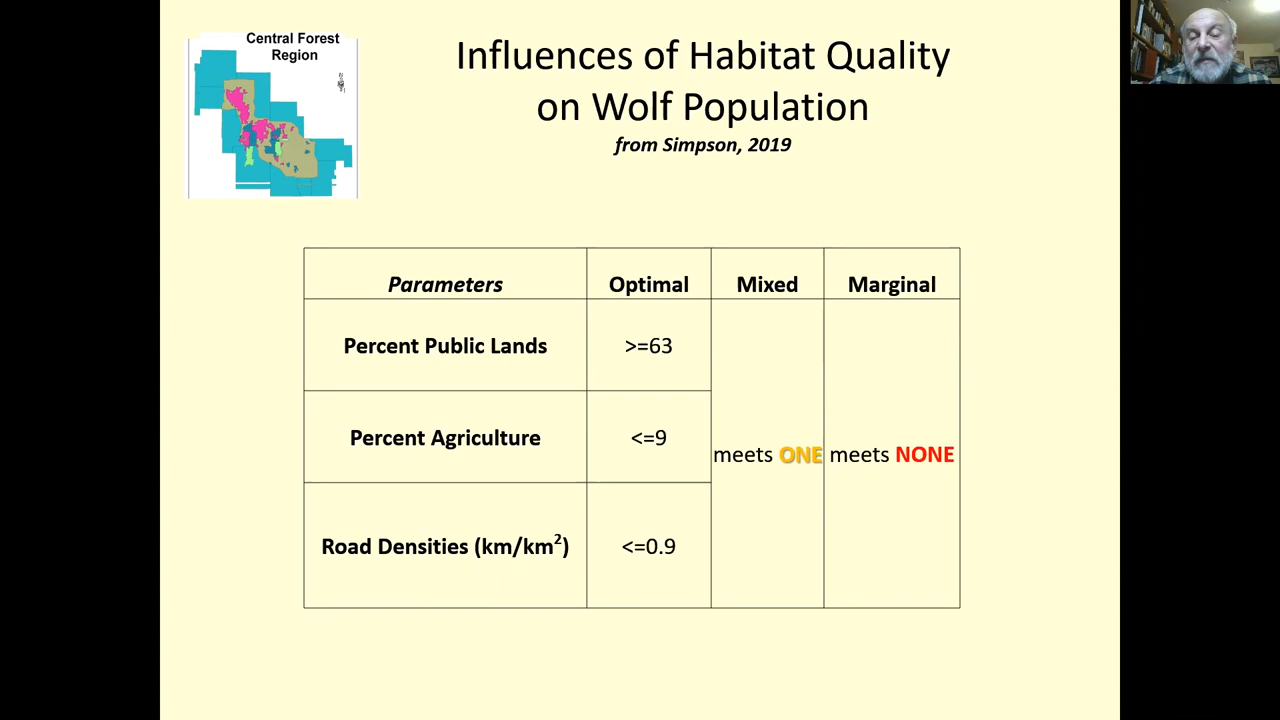 Central Forest
Region
Influences of Habitat Quality
on Wolf Population
from Simpson, 2019
Parameters Optimal Mixed Marginal
Percent Public Lands >=63
Percent Agriculture <=9
meets ONE meets NONE
Road Densities (km/km²) <=0.9